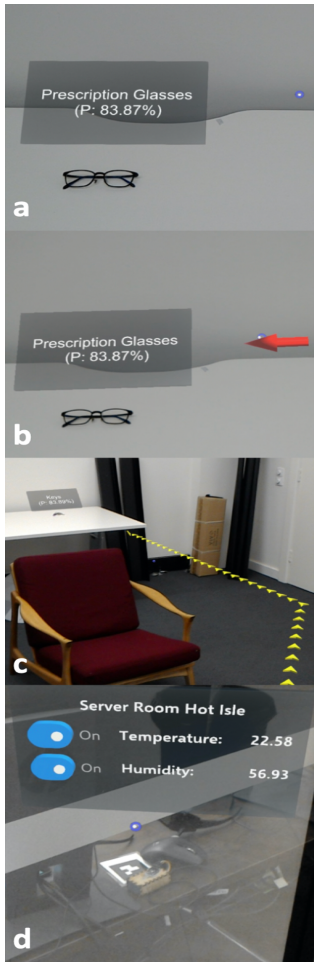 Prescription Glasses
(P: 83.87%)
a
Prescription Glasses
(P: 83.87%)
b
Keys
c
Server Room Hot Isle
On Temperature: 22.58
On Humidity: 56.93
d